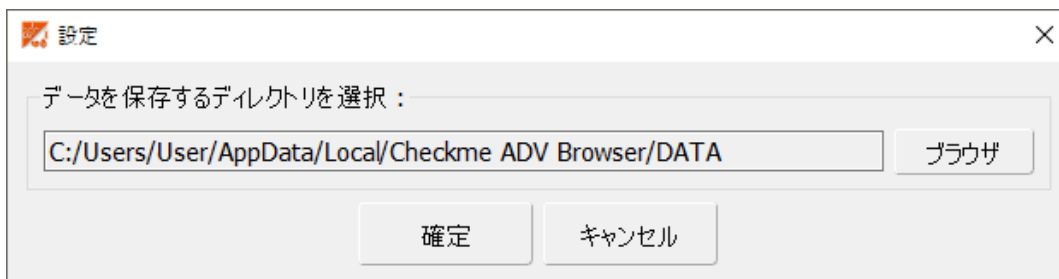 設定
データを保存するディレクトリを選択：
C:/Users/User/AppData/Local/Checkme ADV Browser/DATA
ブラウザ
確定
キャンセル